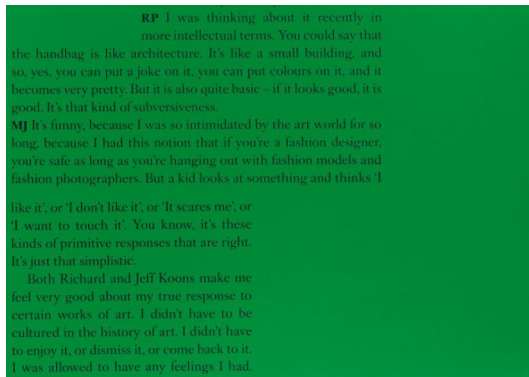 RP I was thinking about it recently in
more intellectual terms. You could say that
the handbag is like architecture. It's like a small building, and
so, yes, you can put a joke on it, you can put colours on it, and it
becomes very pretty. But it is also quite basic – if it looks good, it is
good. It's that kind of subversiveness.
MJ It's funny, because I was so intimidated by the art world for so
long, because I had this notion that if you're a fashion designer,
you're safe as long as you're hanging out with fashion models and
fashion photographers. But a kid looks at something and thinks 'I
like it', or 'I don't like it', or 'It scares me', or
'I want to touch it'. You know, it's these
kinds of primitive responses that are right.
It's just that simplistic.
Both Richard and Jeff Koons make me
feel very good about my true response to
certain works of art. I didn't have to be
cultured in the history of art. I didn't have
to enjoy it, or dismiss it, or come back to it.
I was allowed to have any feelings I had.